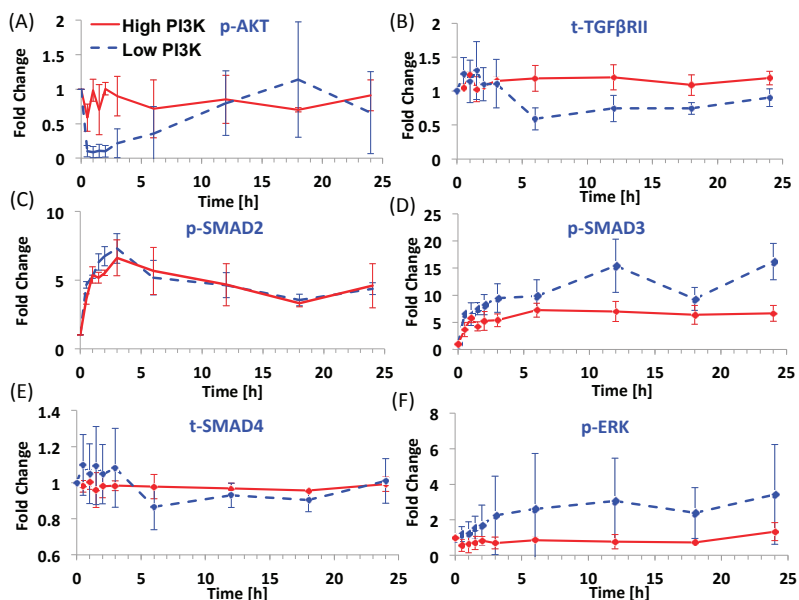 (A)
High PI3K
Low PI3K
p-AKT
Fold Change
2
1.5
1
0.5
0
0 5 10 15 20 25
Time [h]
(B)
t-TGFβRII
Fold Change
2
1.5
1
0.5
0
0 5 10 15 20 25
Time [h]
(C)
p-SMAD2
Fold Change
10
5
0
0 5 10 15 20 25
Time [h]
(D)
p-SMAD3
Fold Change
25
20
15
10
5
0
0 5 10 15 20 25
Time [h]
(E)
t-SMAD4
Fold Change
1.4
1.2
1
0.8
0.6
0 5 10 15 20 25
Time [h]
(F)
p-ERK
Fold Change
8
6
4
2
0
0 5 10 15 20 25
Time [h]